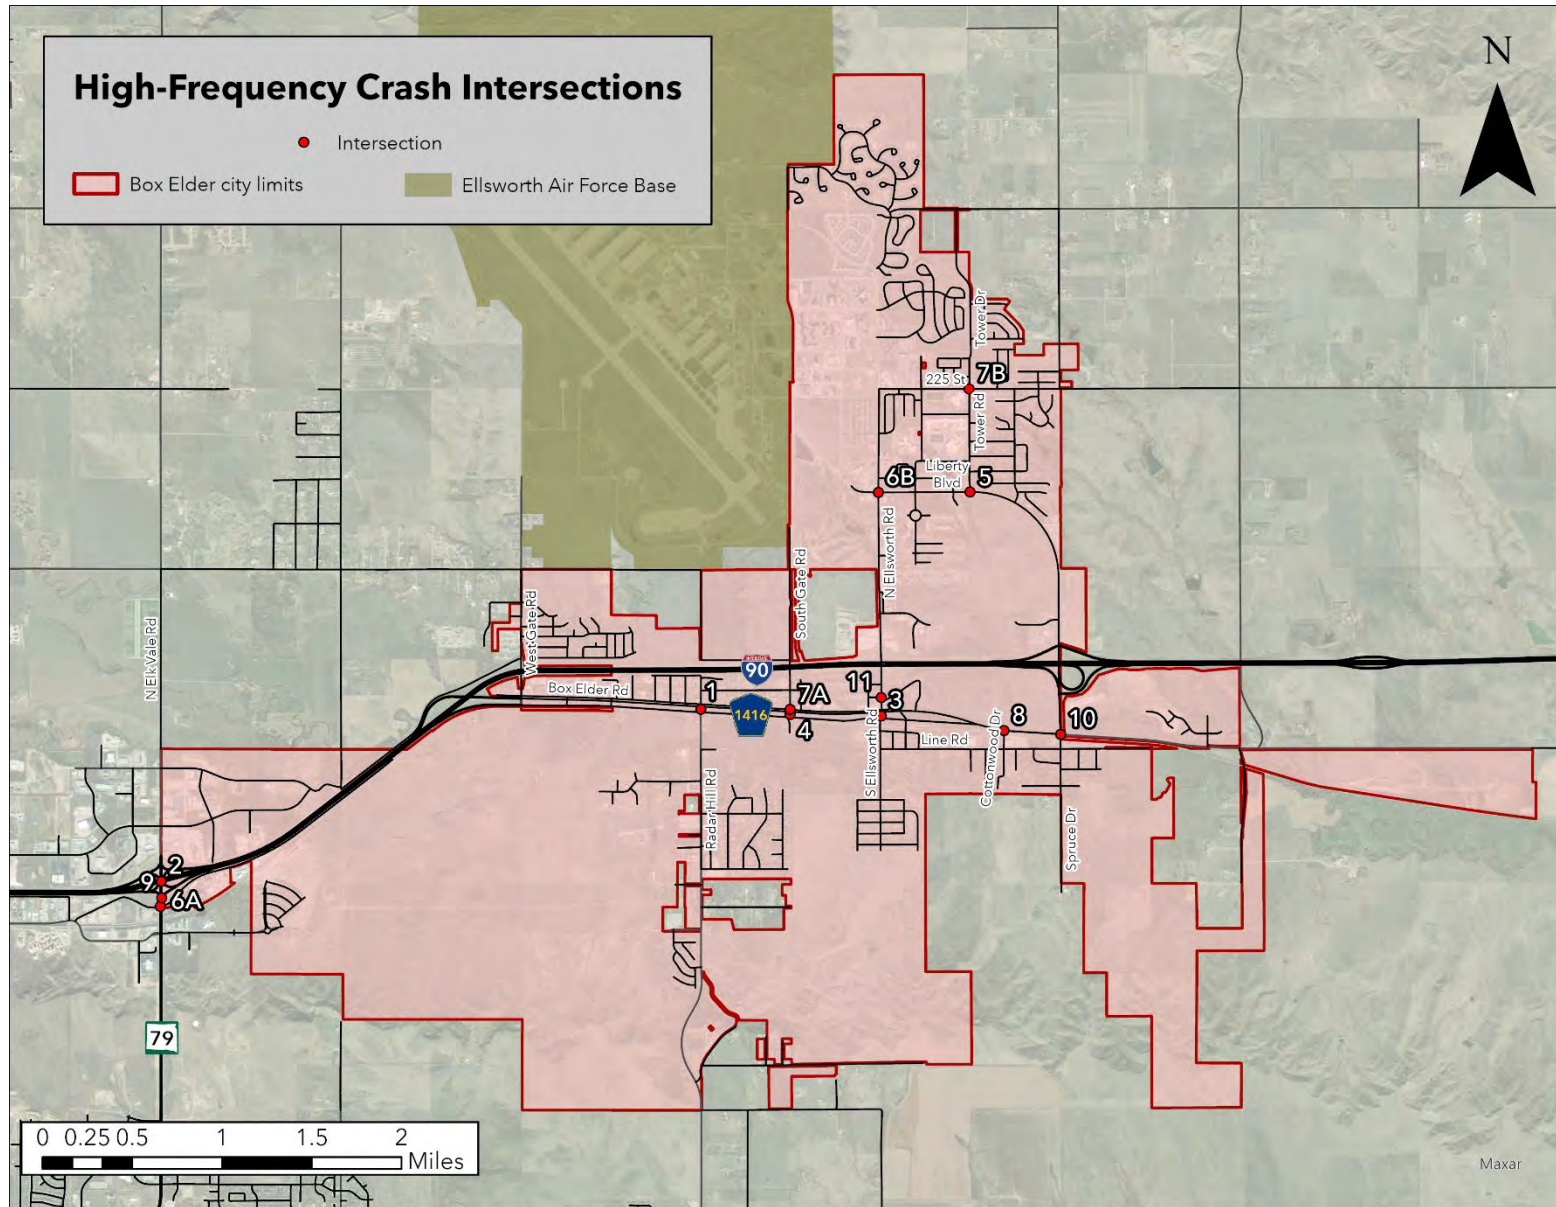 High-Frequency Crash Intersections
Intersection
Box Elder city limits
Ellsworth Air Force Base
N
Tower Dr
7B
225 St
Tower Rd
6B
Liberty
Blvd
5
N Ellsworth Rd
South Gate Rd
West Gate Rd
N Elk Vale Rd
90
Box Elder Rd
1
1416
7A
4
11
3
S Ellsworth Rd
Line Rd
8
Cottonwood Dr
10
Radar Hill Rd
Spruce Dr
2
9
6A
79
0 0.25 0.5 1 1.5 2
Miles
Maxar